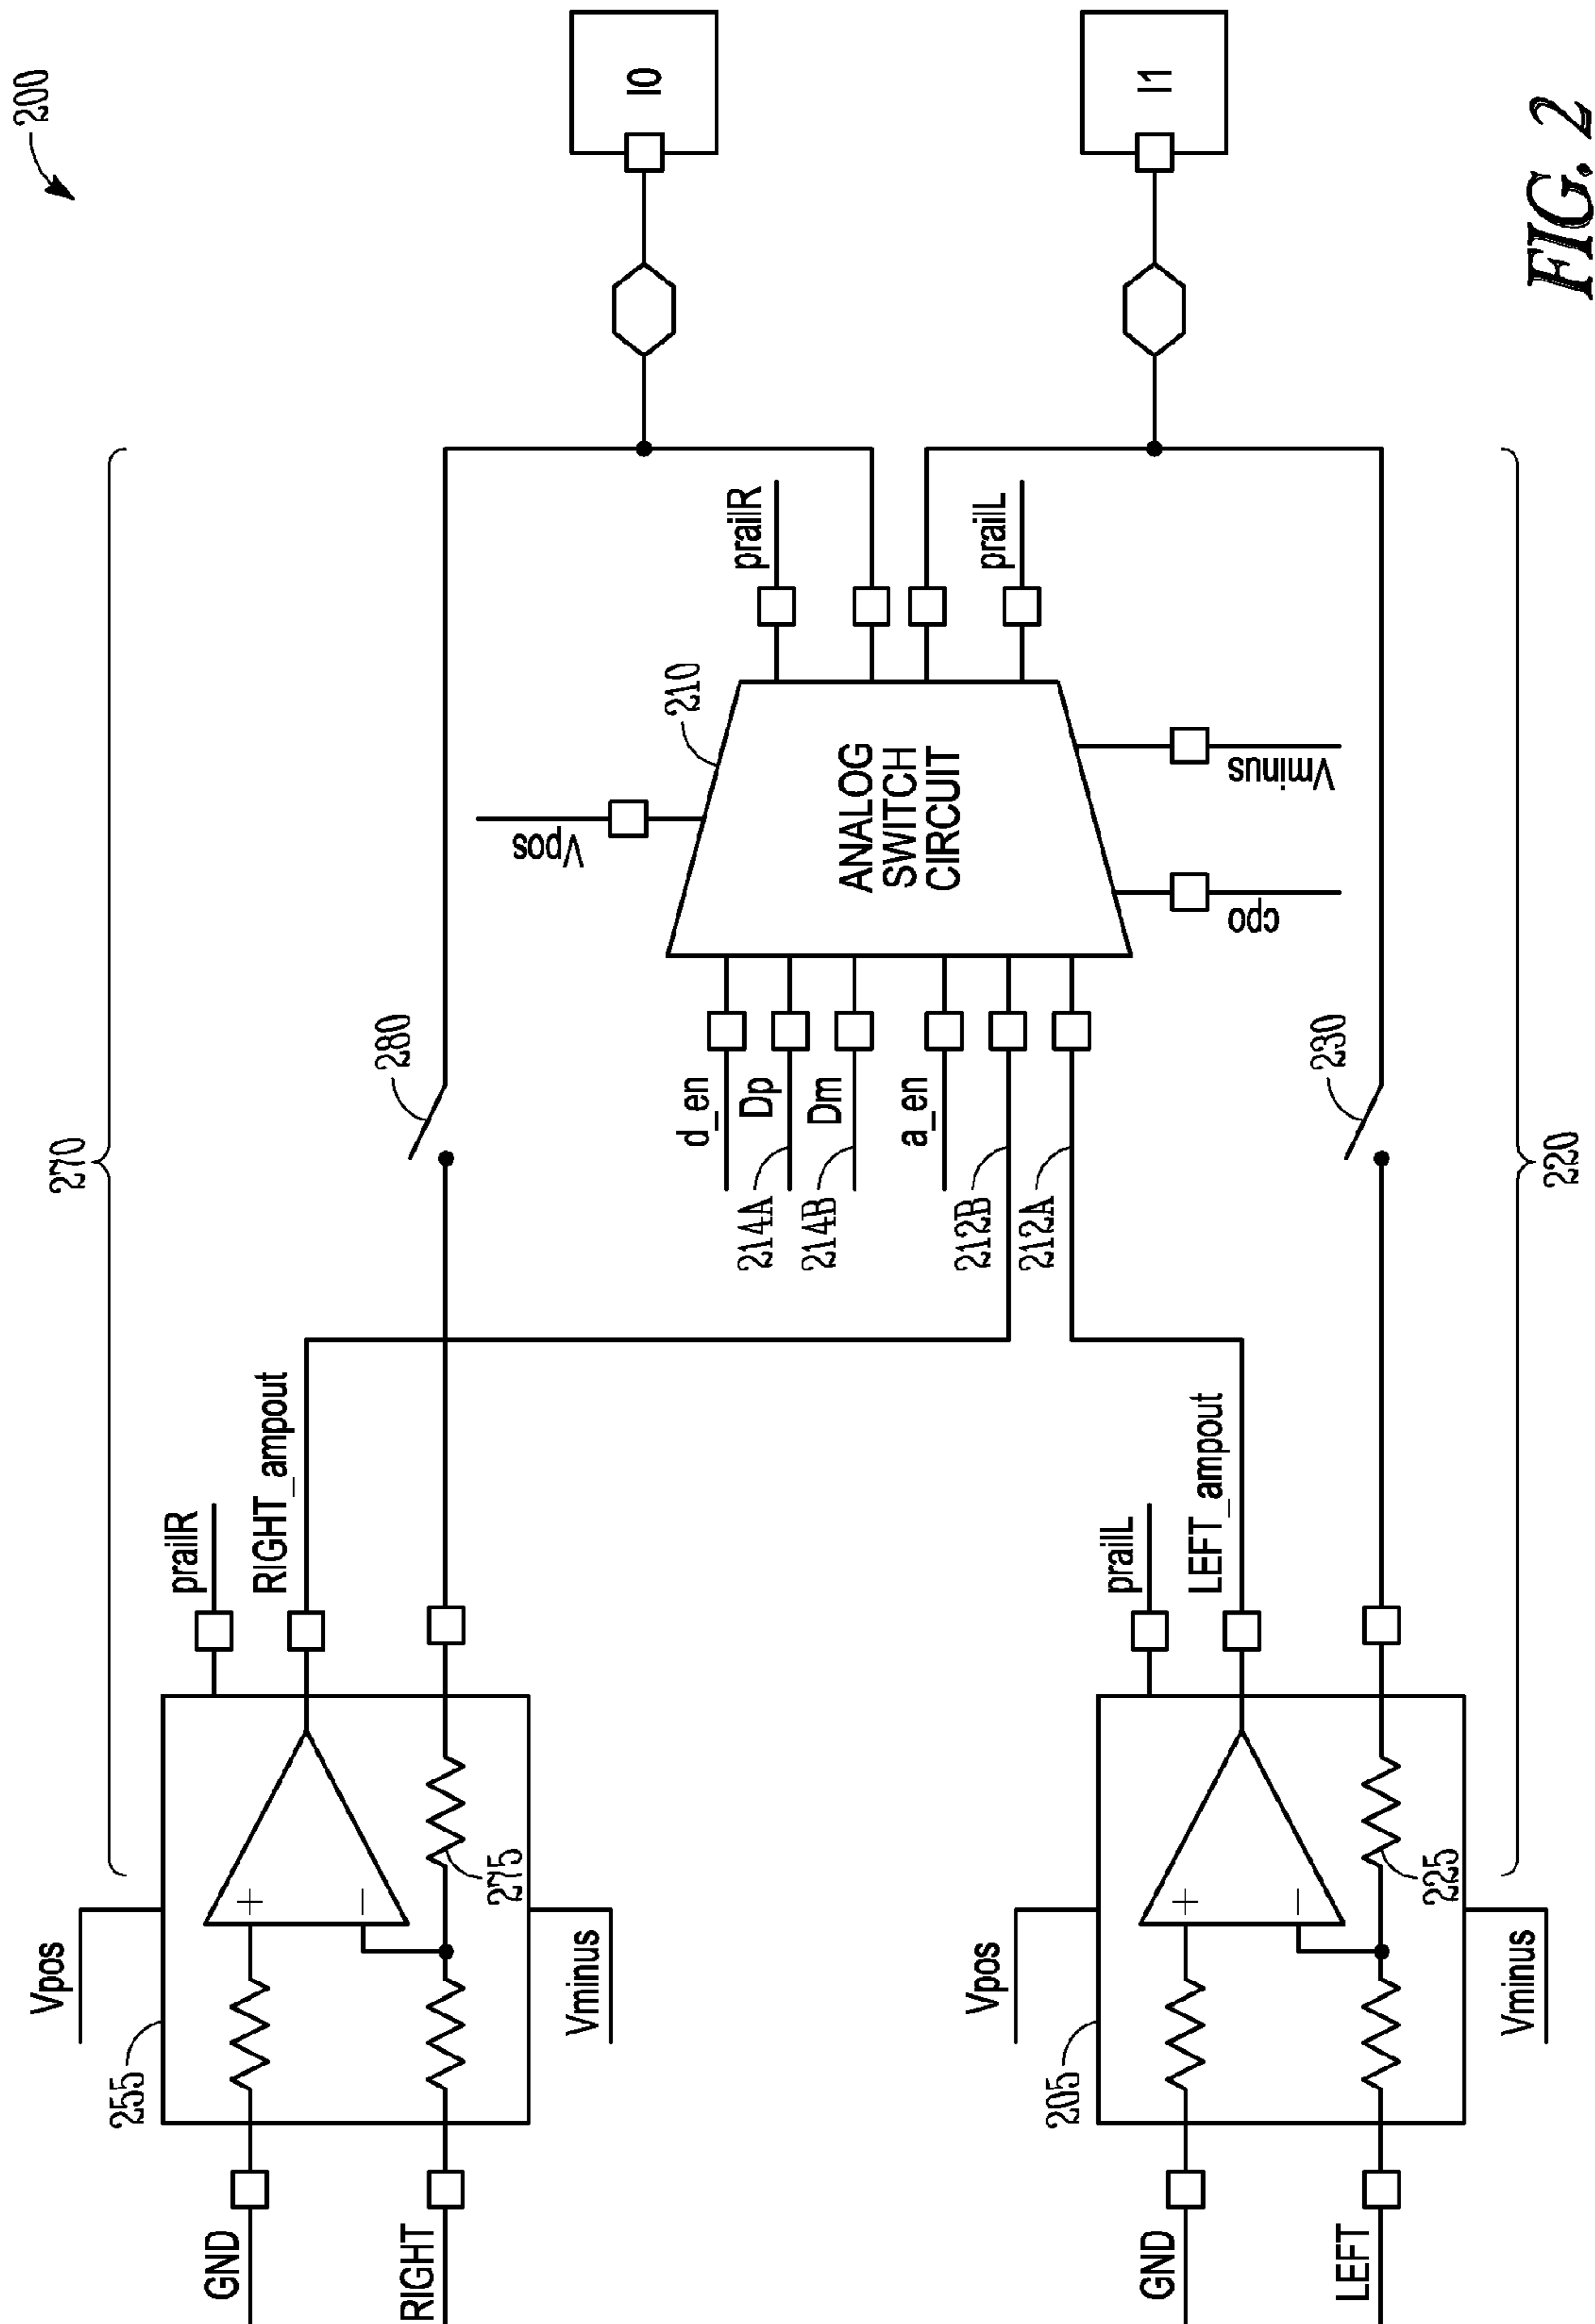 200
270
255
Vpos
GND
RIGHT
Vminus
275
prailR
RIGHT_ampout
280
d_en
Dp
Dm
a_en
214A
214B
212B
212A
Vpos
210
ANALOG
SWITCH
CIRCUIT
cpo
Vminus
prailR
prailL
I0
I1
205
Vpos
GND
LEFT
Vminus
225
prailL
LEFT_ampout
230
220
+
−
+
−
FIG. 2